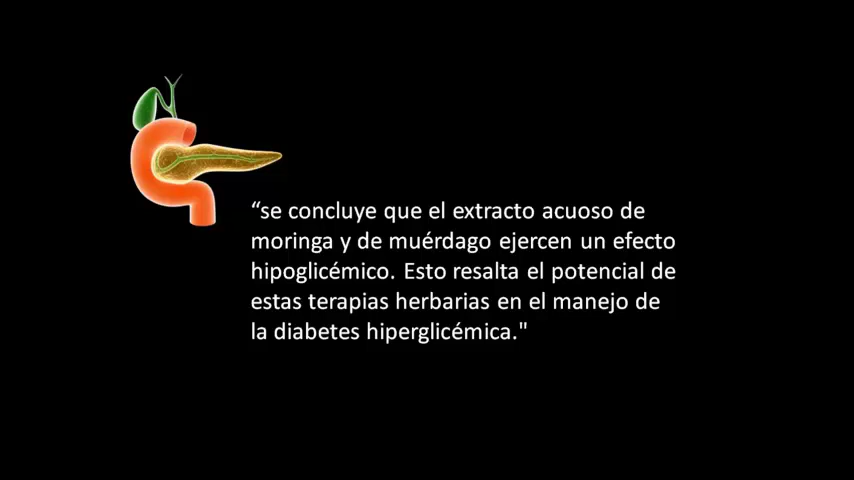 “se concluye que el extracto acuoso de
moringa y de muérdago ejercen un efecto
hipoglicémico. Esto resalta el potencial de
estas terapias herbarias en el manejo de
la diabetes hiperglicémica."